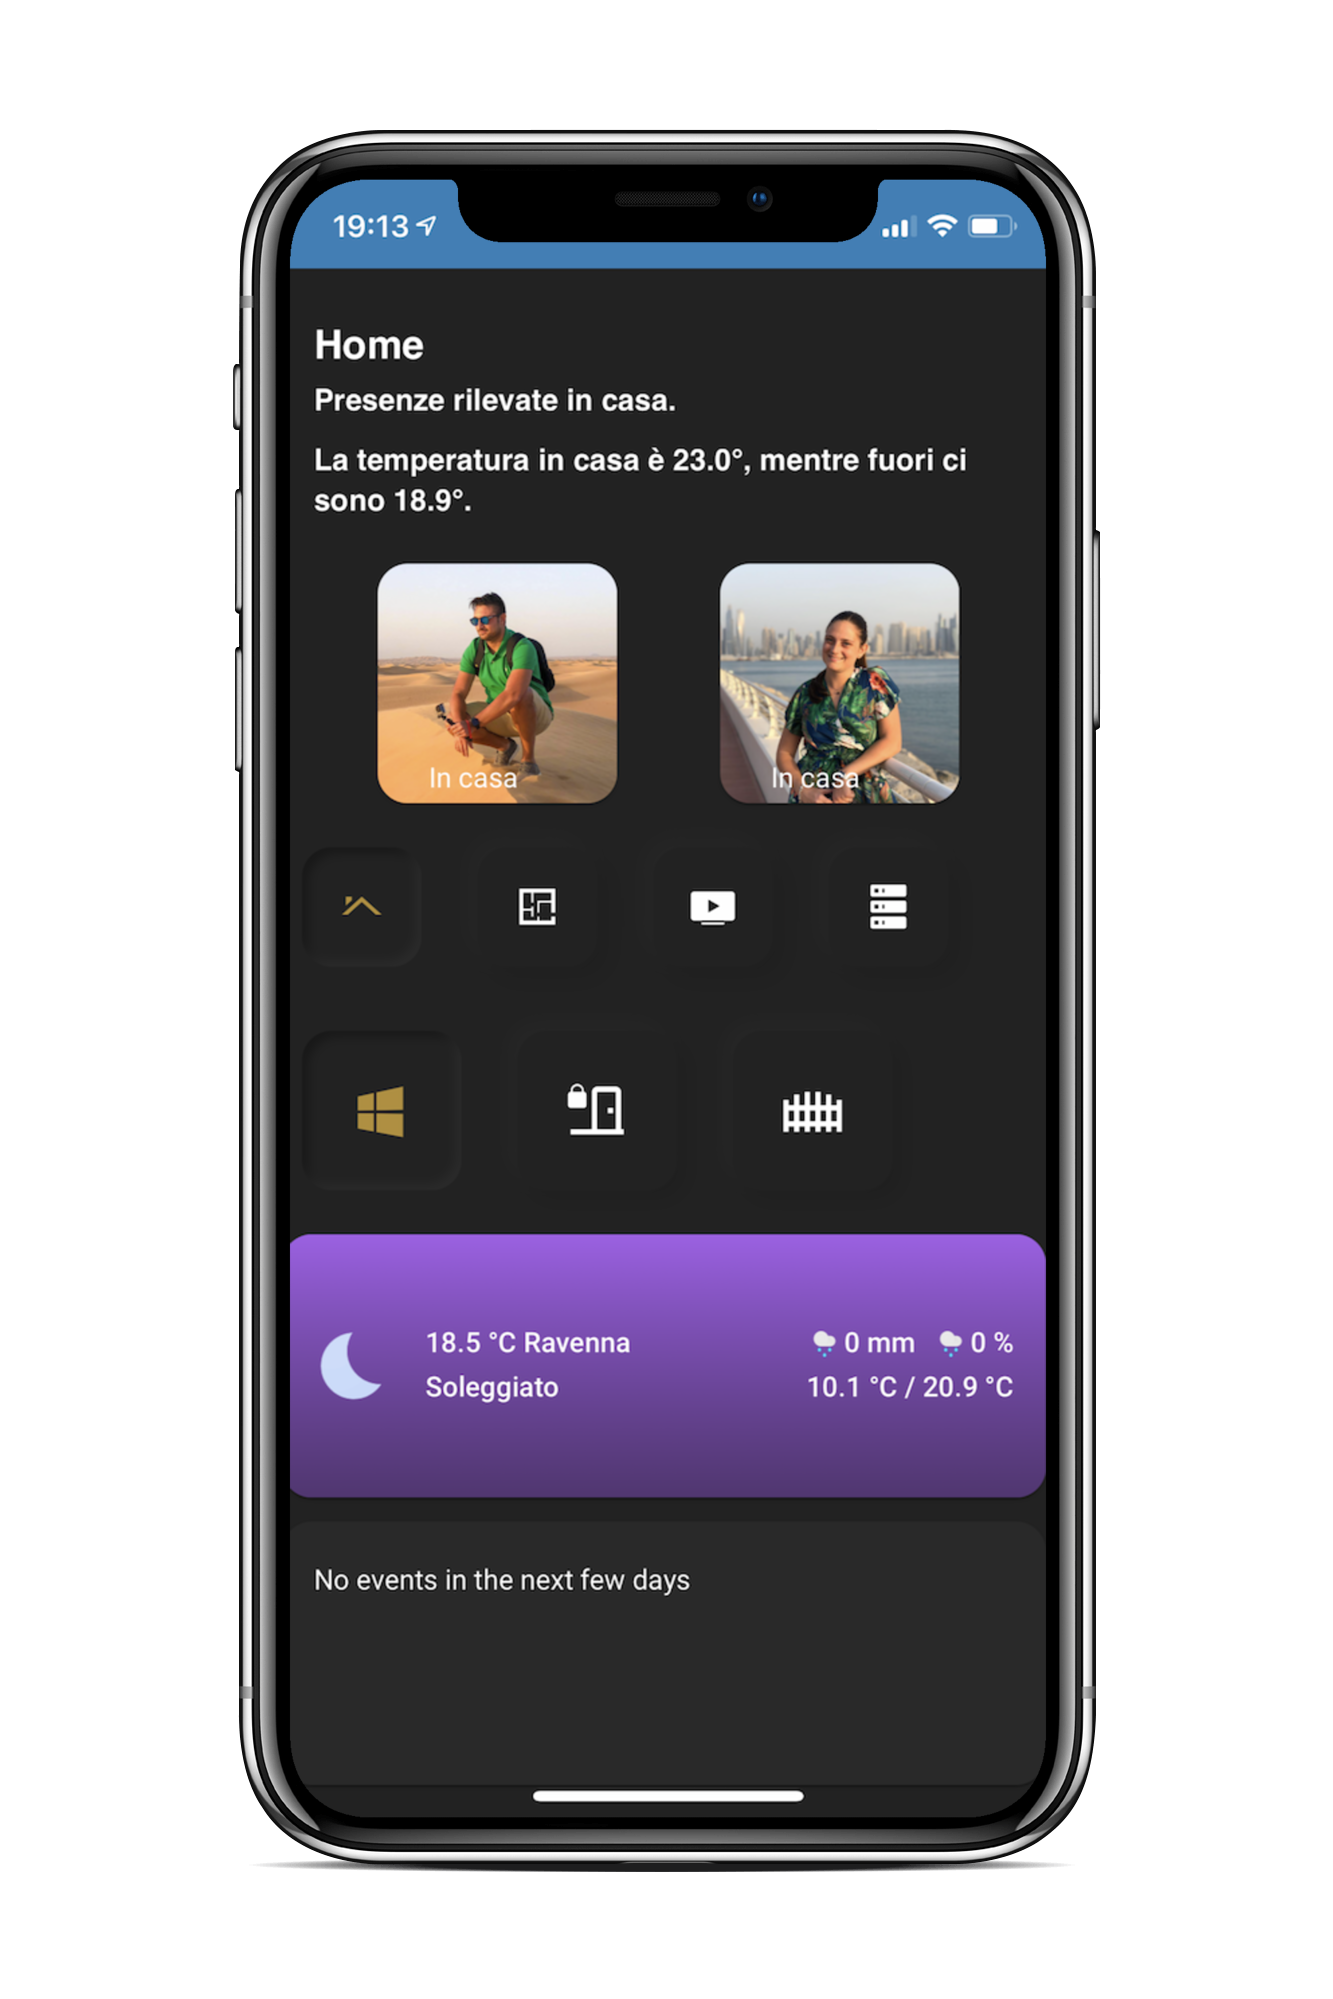 19:13
Home
Presenze rilevate in casa.
La temperatura in casa è 23.0°, mentre fuori ci
sono 18.9°.
In casa
In casa
18.5 °C Ravenna
0 mm
0 %
Soleggiato
10.1 °C / 20.9 °C
No events in the next few days